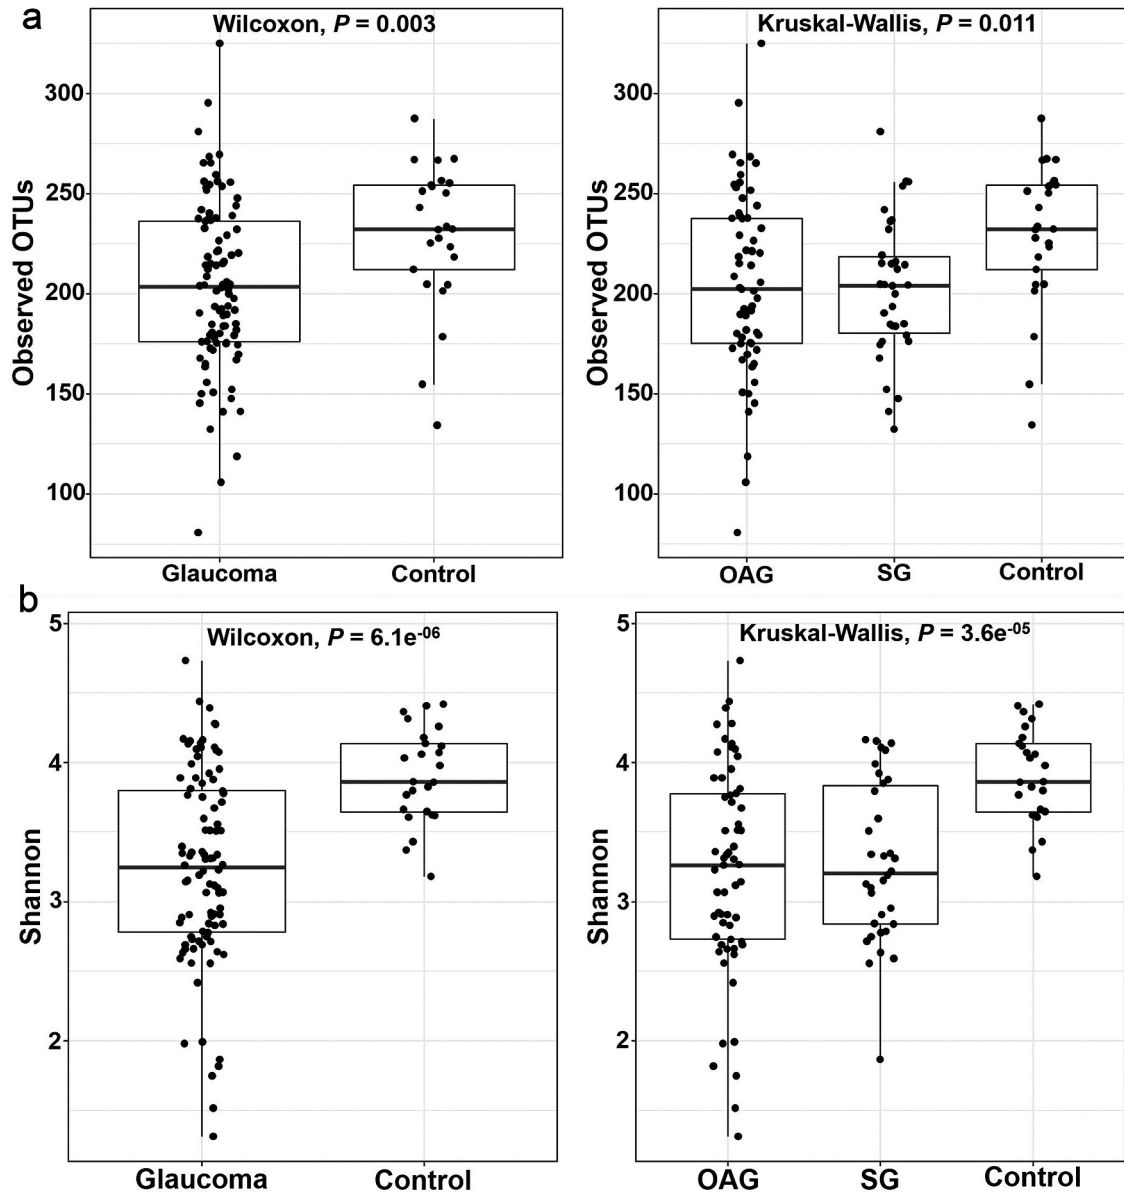 a
Wilcoxon, P = 0.003
Observed OTUs
300
250
200
150
100
Glaucoma
Control
Kruskal-Wallis, P = 0.011
Observed OTUs
300
250
200
150
100
OAG
SG
Control
b
Wilcoxon, P = 6.1e-06
Shannon
5
4
3
2
Glaucoma
Control
Kruskal-Wallis, P = 3.6e-05
Shannon
5
4
3
2
OAG
SG
Control